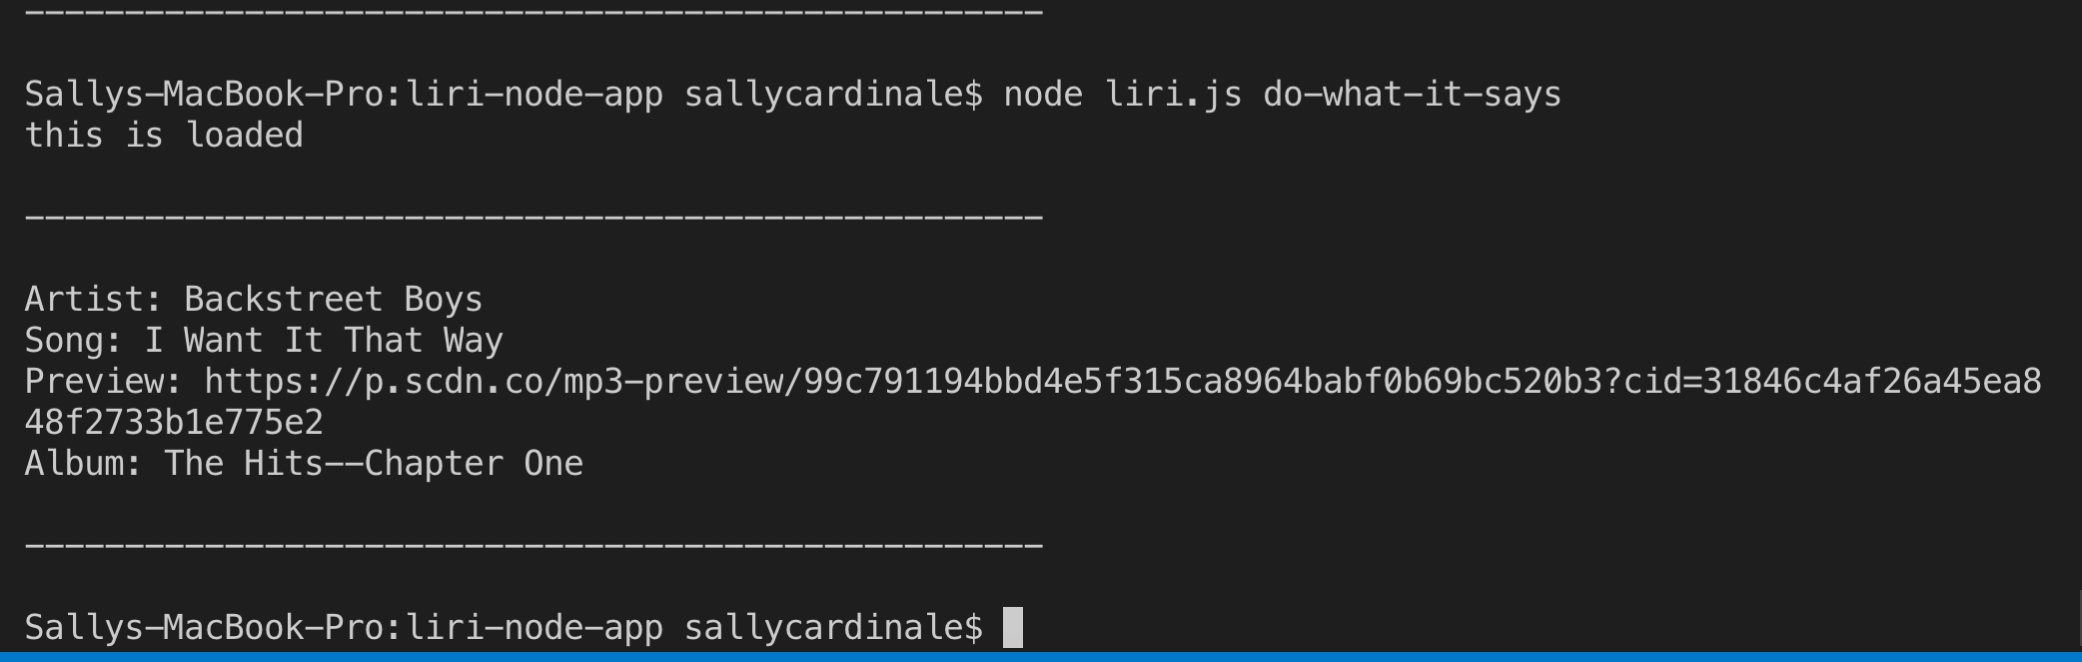 ---------------------------------------------------
Sallys-MacBook-Pro:liri-node-app sallycardinale$ node liri.js do-what-it-says
this is loaded
---------------------------------------------------
Artist: Backstreet Boys
Song: I Want It That Way
Preview: https://p.scdn.co/mp3-preview/99c791194bbd4e5f315ca8964babf0b69bc520b3?cid=31846c4af26a45ea8
48f2733b1e775e2
Album: The Hits--Chapter One
---------------------------------------------------
Sallys-MacBook-Pro:liri-node-app sallycardinale$